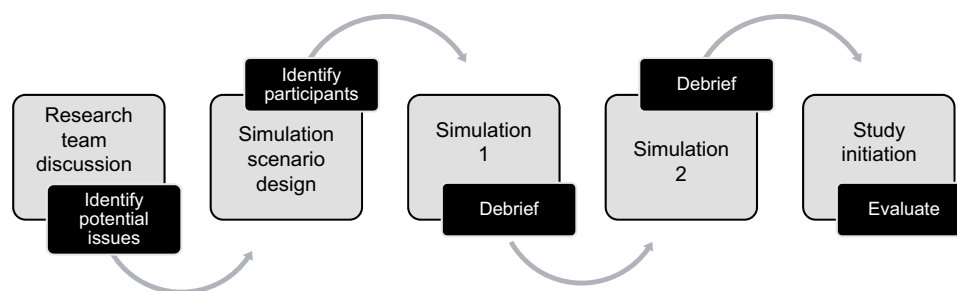 Research
team
discussion
Identify
potential
issues
Identify
participants
Simulation
scenario
design
Simulation
1
Debrief
Debrief
Simulation
2
Study
initiation
Evaluate